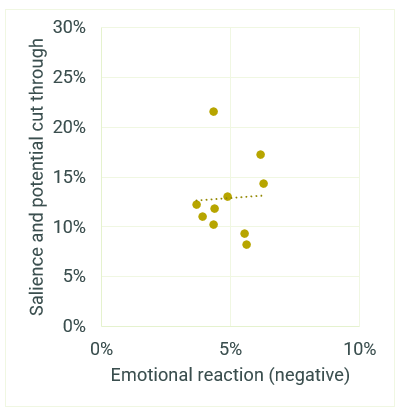 Salience and potential cut through
30%
25%
20%
15%
10%
5%
0%
0% 5% 10%
Emotional reaction (negative)